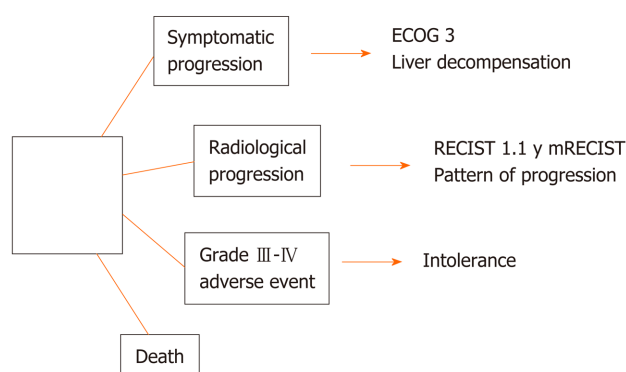 Symptomatic
progression
ECOG 3
Liver decompensation
Radiological
progression
RECIST 1.1 y mRECIST
Pattern of progression
Grade Ⅲ-Ⅳ
adverse event
Intolerance
Death